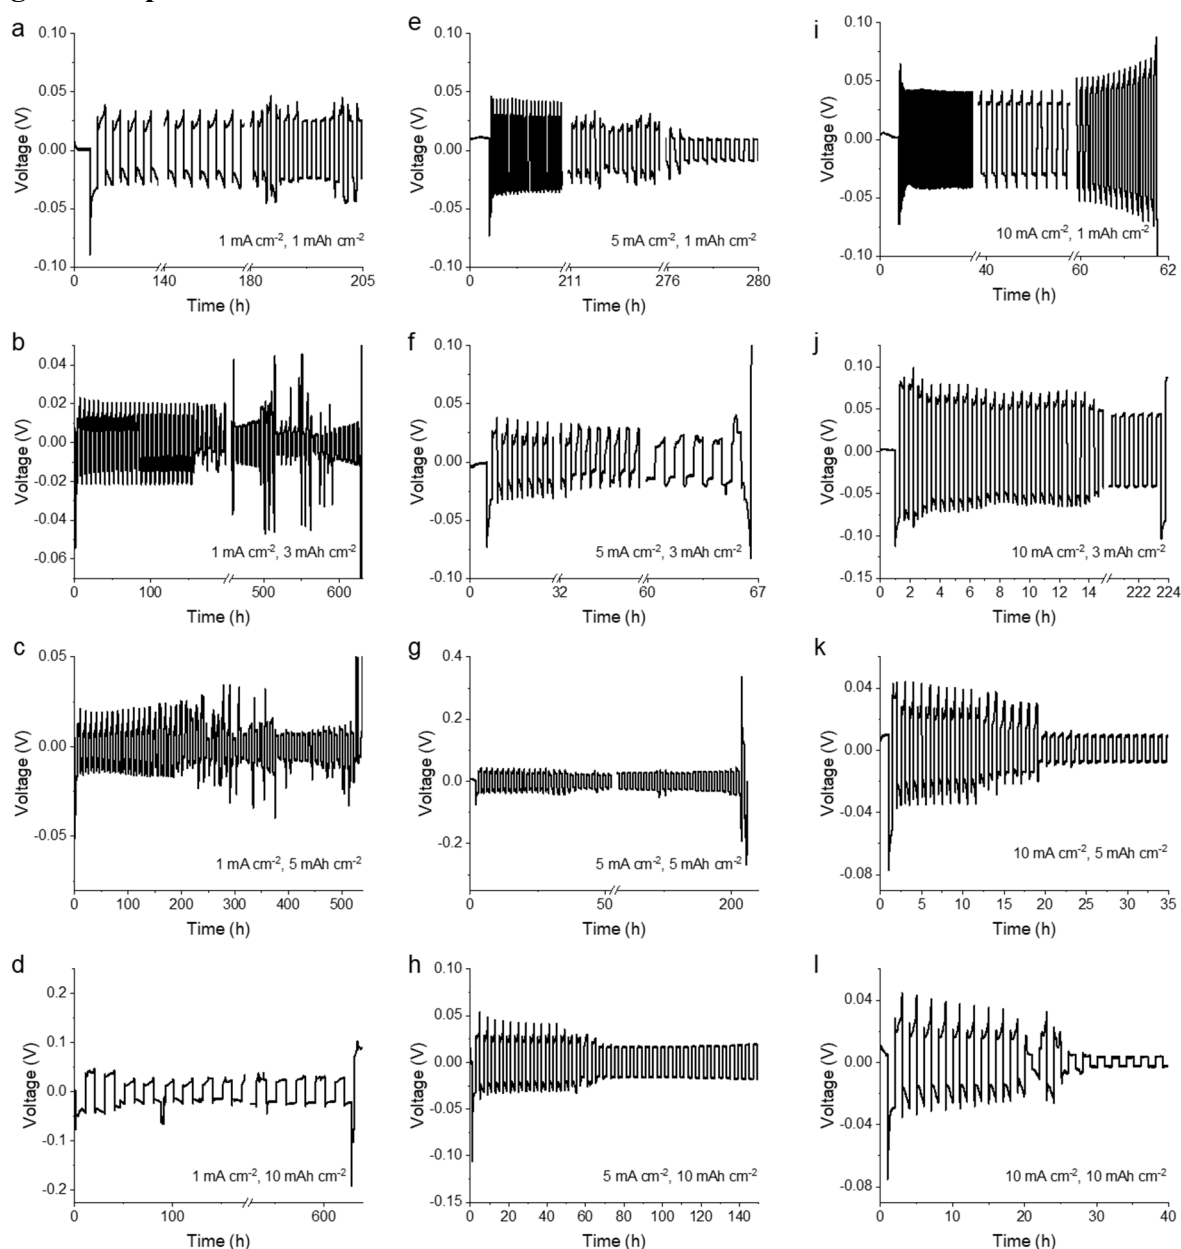 a
0.10
0.05
0.00
-0.05
-0.10
Voltage (V)
1 mA cm-2, 1 mAh cm-2
0 140 180 205
Time (h)
e
0.10
0.05
0.00
-0.05
-0.10
Voltage (V)
5 mA cm-2, 1 mAh cm-2
0 211 276 280
Time (h)
i
0.10
0.05
0.00
-0.05
-0.10
Voltage (V)
10 mA cm-2, 1 mAh cm-2
0 40 60 62
Time (h)
b
0.04
0.02
0.00
-0.02
-0.04
-0.06
Voltage (V)
1 mA cm-2, 3 mAh cm-2
0 100 500 600
Time (h)
f
0.10
0.05
0.00
-0.05
-0.10
Voltage (V)
5 mA cm-2, 3 mAh cm-2
0 32 60 67
Time (h)
j
0.10
0.05
0.00
-0.05
-0.10
-0.15
Voltage (V)
10 mA cm-2, 3 mAh cm-2
0 2 4 6 8 10 12 14 222 224
Time (h)
c
0.05
0.00
-0.05
Voltage (V)
1 mA cm-2, 5 mAh cm-2
0 100 200 300 400 500
Time (h)
g
0.4
0.2
0.0
-0.2
Voltage (V)
5 mA cm-2, 5 mAh cm-2
0 50 200
Time (h)
k
0.04
0.00
-0.04
-0.08
Voltage (V)
10 mA cm-2, 5 mAh cm-2
0 5 10 15 20 25 30 35
Time (h)
d
0.2
0.1
0.0
-0.1
-0.2
Voltage (V)
1 mA cm-2, 10 mAh cm-2
0 100 600
Time (h)
h
0.10
0.05
0.00
-0.05
-0.10
-0.15
Voltage (V)
5 mA cm-2, 10 mAh cm-2
0 20 40 60 80 100 120 140
Time (h)
l
0.04
0.00
-0.04
-0.08
Voltage (V)
10 mA cm-2, 10 mAh cm-2
0 10 20 30 40
Time (h)